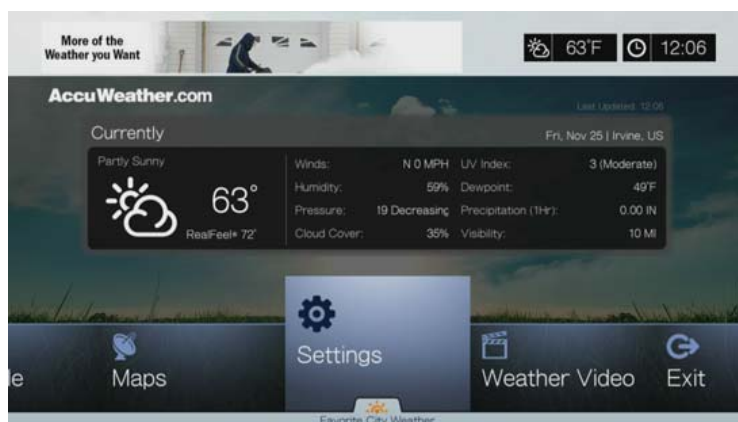 More of the
Weather you Want
63°F
12:06
AccuWeather.com
Last Updated: 12:06
Currently
Fri, Nov 25 | Irvine, US
Partly Sunny
63°
RealFeel® 72°
Winds: N 0 MPH
UV Index: 3 (Moderate)
Humidity: 59%
Dewpoint: 49°F
Pressure: 19 Decreasing
Precipitation (1Hr): 0.00 IN
Cloud Cover: 35%
Visibility: 10 MI
le
Maps
Settings
Weather Video
Exit
Favorite City Weather